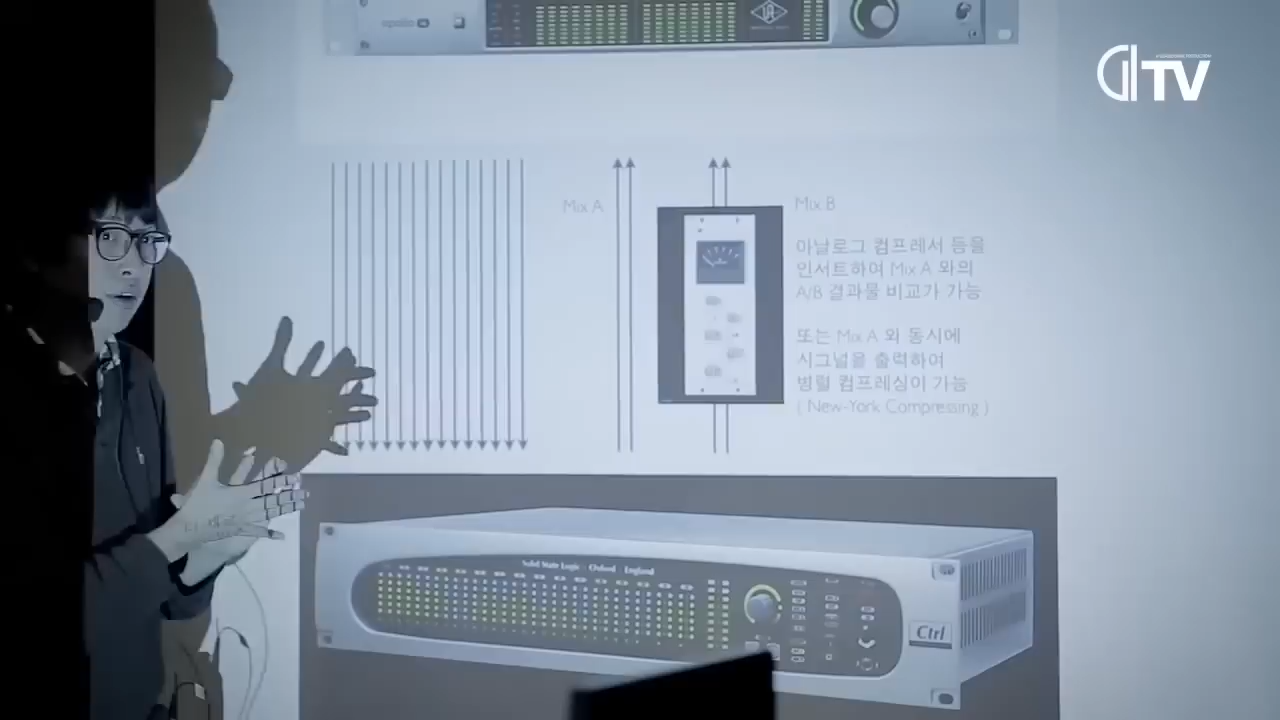 apollo 16
GITV
Mix A
Mix B
아날로그 컴프레서 등을
인서트하여 Mix A 와의
A/B 결과물 비교가 가능
또는 Mix A 와 동시에
시그널을 출력하여
병렬 컴프레싱이 가능
( New-York Compressing )
Solid State Logic Oxford England
Ctrl